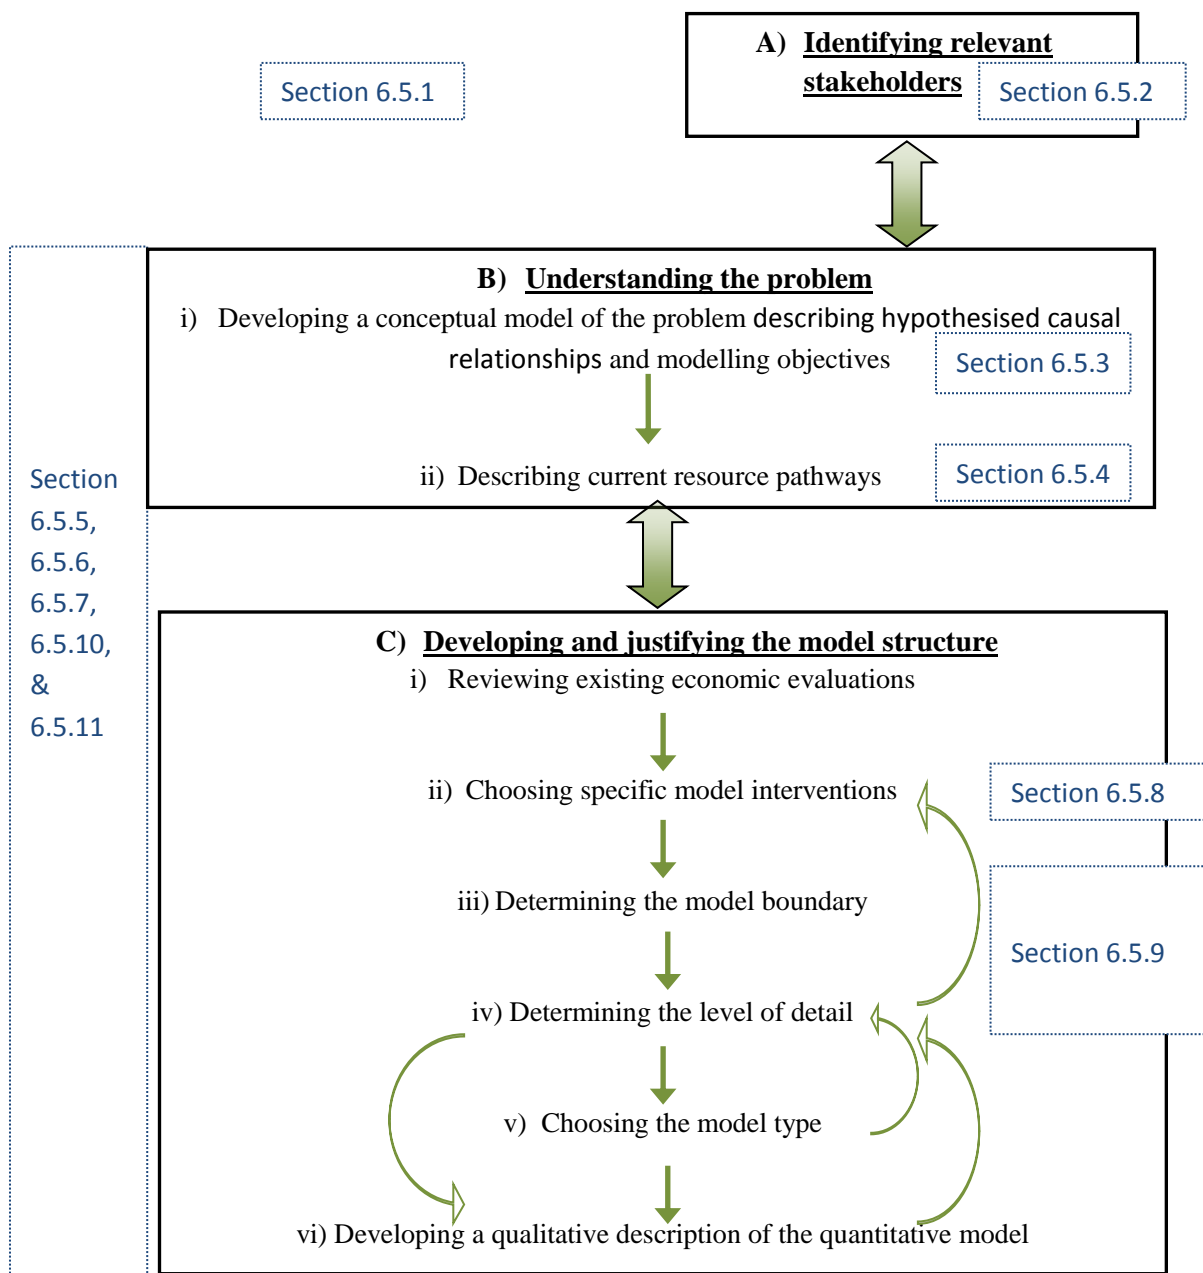 A) Identifying relevant
stakeholders
Section 6.5.1
Section 6.5.2
B) Understanding the problem
i) Developing a conceptual model of the problem describing hypothesised causal
relationships and modelling objectives
Section 6.5.3
ii) Describing current resource pathways
Section 6.5.4
Section
6.5.5,
6.5.6,
6.5.7,
6.5.10,
&
6.5.11
C) Developing and justifying the model structure
i) Reviewing existing economic evaluations
ii) Choosing specific model interventions
Section 6.5.8
iii) Determining the model boundary
Section 6.5.9
iv) Determining the level of detail
v) Choosing the model type
vi) Developing a qualitative description of the quantitative model